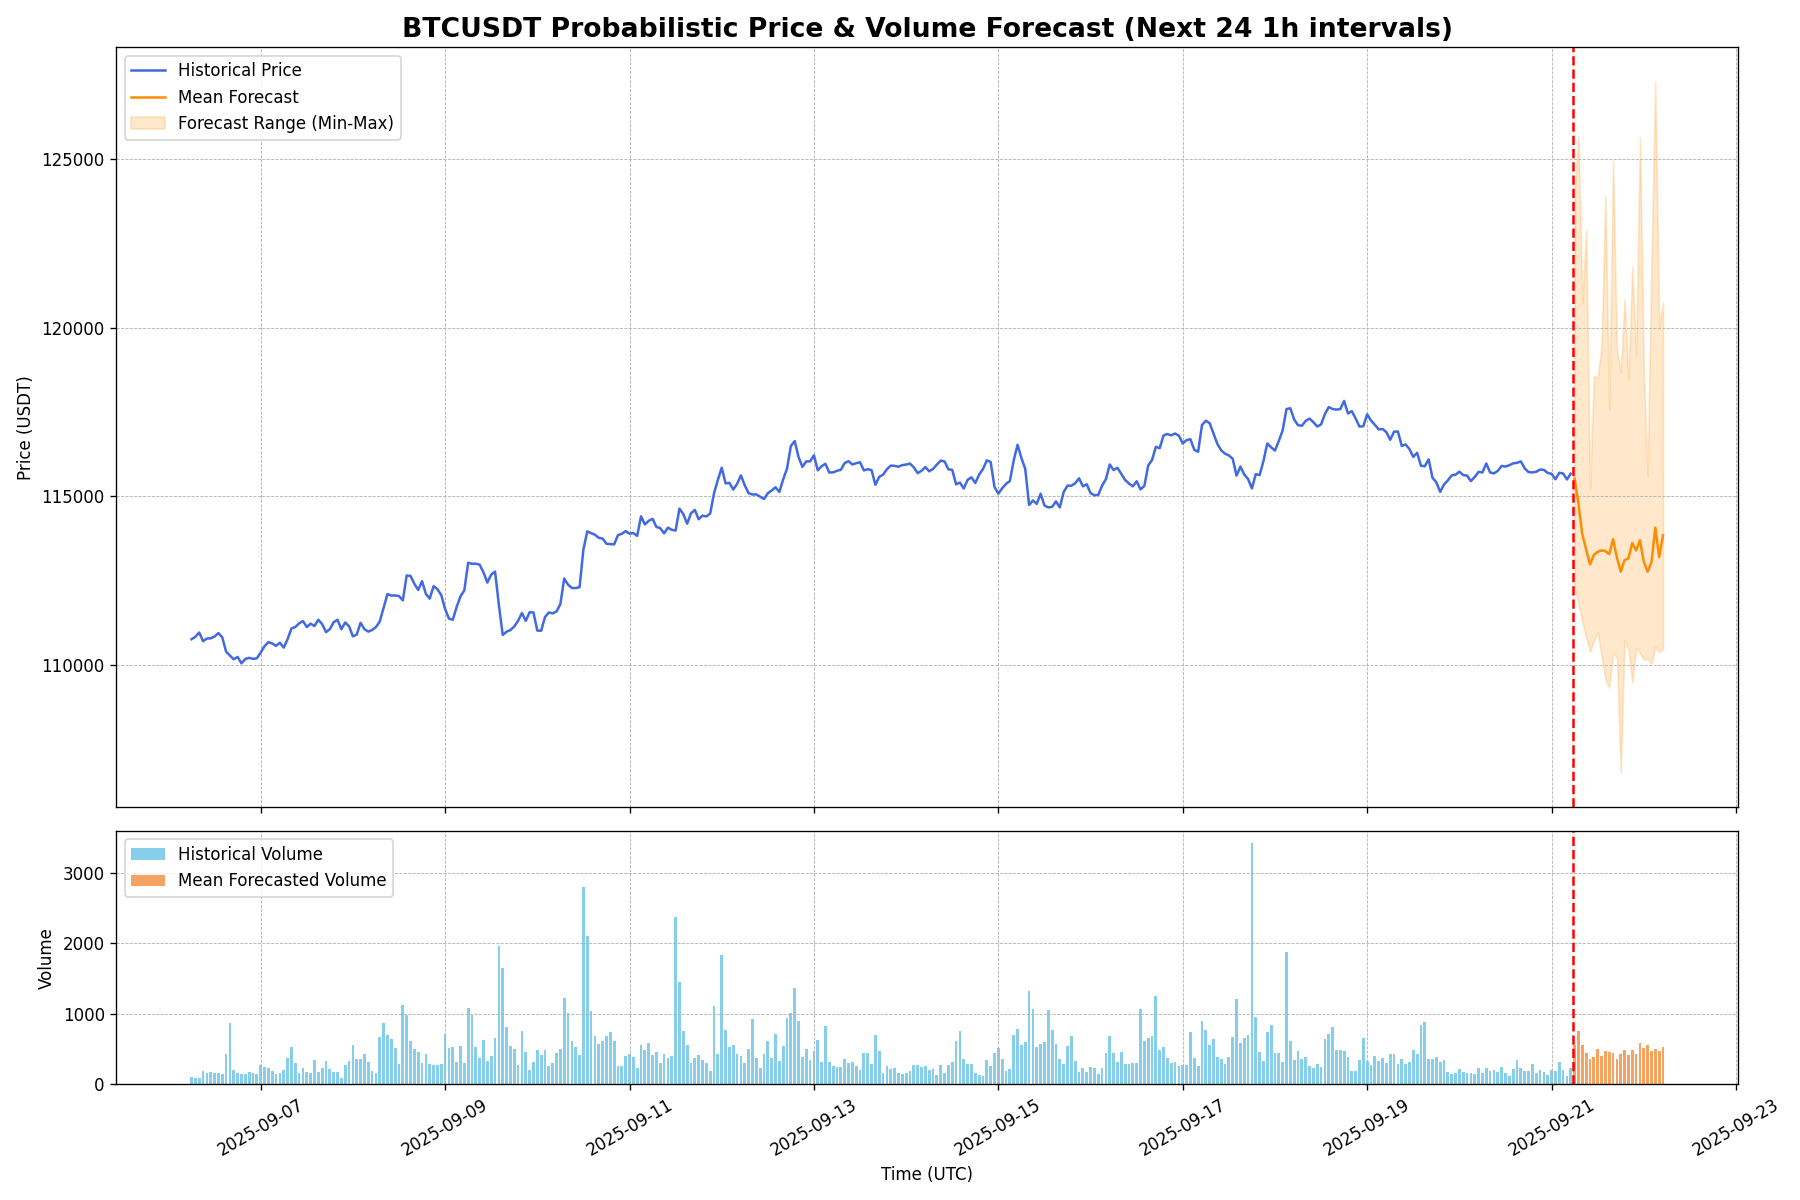 BTCUSDT Probabilistic Price & Volume Forecast (Next 24 1h intervals)
Historical Price
Mean Forecast
Forecast Range (Min-Max)
125000
120000
115000
110000
Price (USDT)
Historical Volume
Mean Forecasted Volume
3000
2000
1000
0
Volume
2025-09-07
2025-09-09
2025-09-11
2025-09-13
2025-09-15
2025-09-17
2025-09-19
2025-09-21
2025-09-23
Time (UTC)